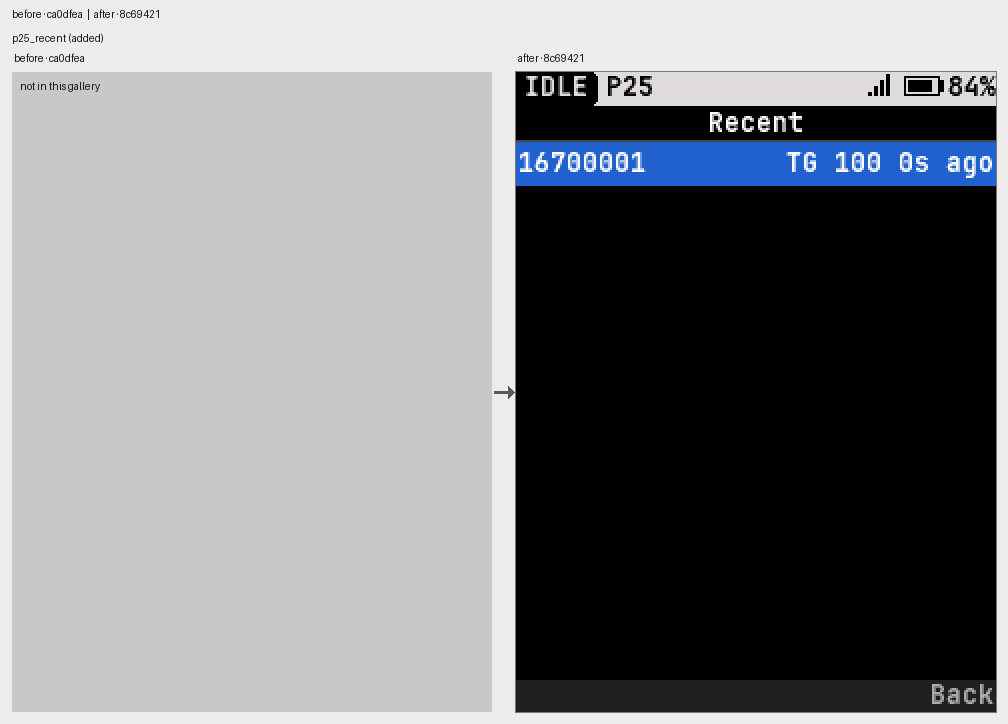 before · ca0dfea | after · 8c69421
p25_recent (added)
before · ca0dfea
after · 8c69421
not in this gallery
IDLE P25 84%
Recent
16700001 TG 100 0s ago
Back